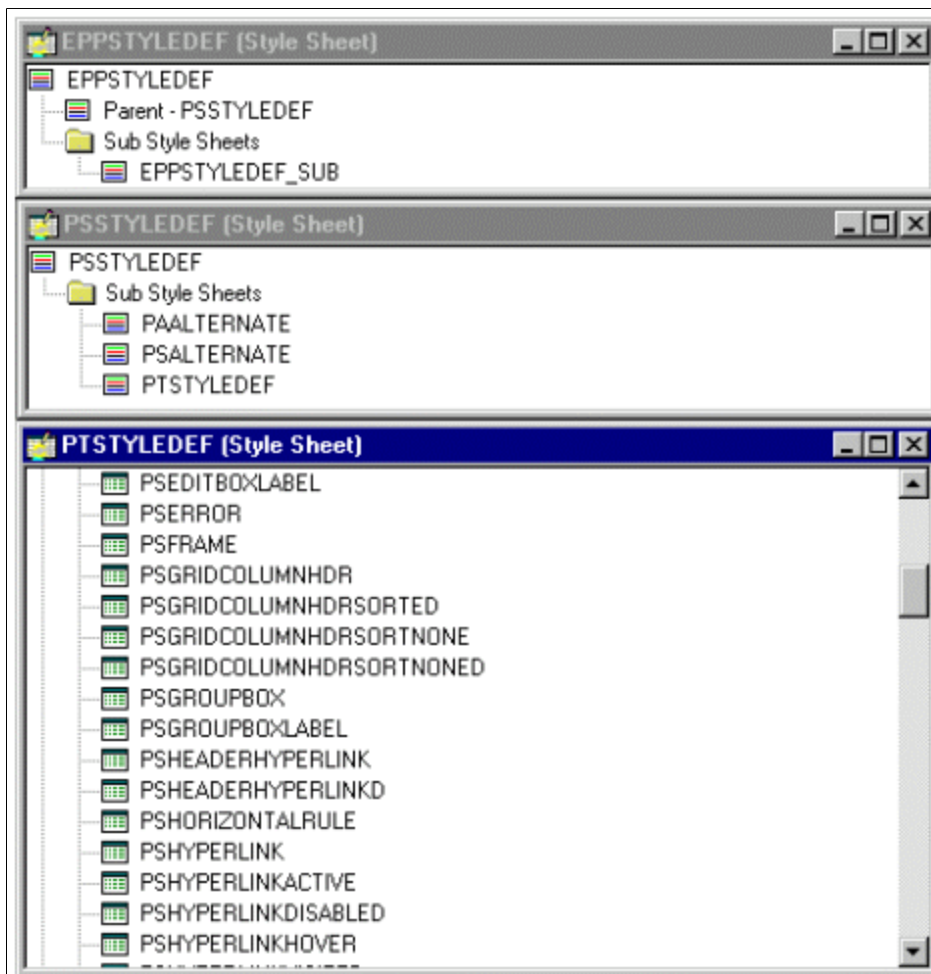 EPPSTYLEDEF (Style Sheet)
EPPSTYLEDEF
Parent - PSSTYLEDEF
Sub Style Sheets
EPPSTYLEDEF_SUB
PSSTYLEDEF (Style Sheet)
PSSTYLEDEF
Sub Style Sheets
PAALTERNATE
PSALTERNATE
PTSTYLEDEF
PTSTYLEDEF (Style Sheet)
PSEDITBOXLABEL
PSERROR
PSFRAME
PSGRIDCOLUMNHDR
PSGRIDCOLUMNHDRSORTED
PSGRIDCOLUMNHDRSORTNONE
PSGRIDCOLUMNHDRSORTNONED
PSGROUPBOX
PSGROUPBOXLABEL
PSHEADERHYPERLINK
PSHEADERHYPERLINKD
PSHORIZONTALRULE
PSHYPERLINK
PSHYPERLINKACTIVE
PSHYPERLINKDISABLED
PSHYPERLINKHOVER